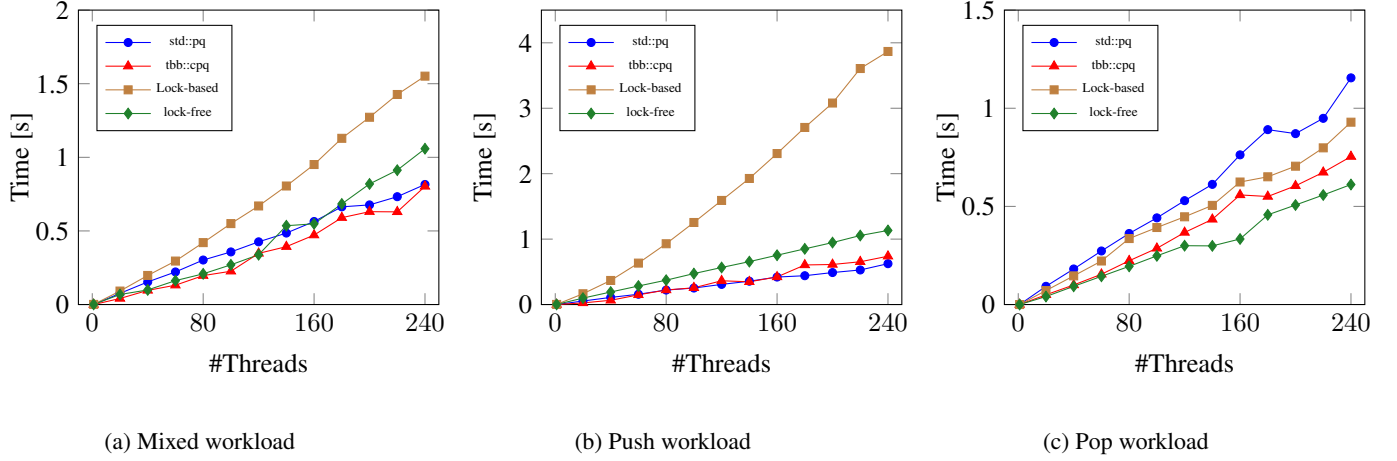 2
1.5
1
0.5
0
0
80
160
240
Time [s]
#Threads
std::pq
tbb::cpq
Lock-based
lock-free
(a) Mixed workload
4
3
2
1
0
0
80
160
240
Time [s]
#Threads
std::pq
tbb::cpq
Lock-based
lock-free
(b) Push workload
1.5
1
0.5
0
0
80
160
240
Time [s]
#Threads
std::pq
tbb::cpq
Lock-based
lock-free
(c) Pop workload